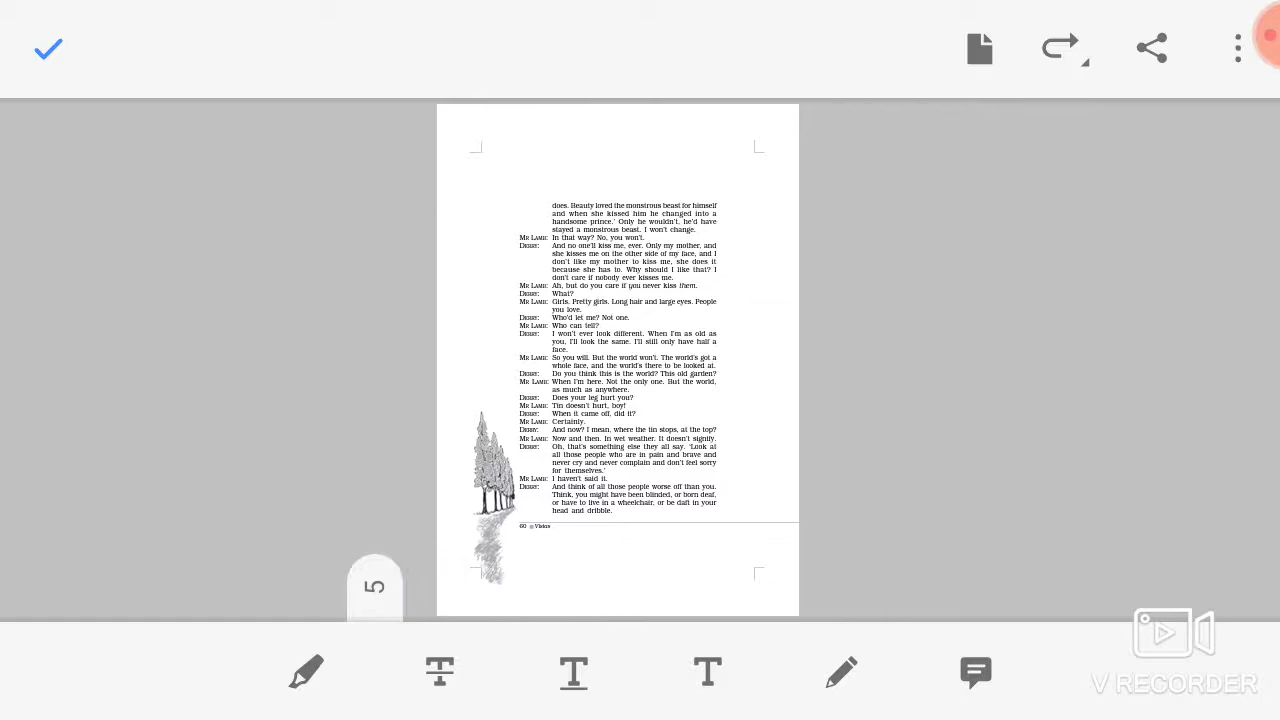 does. Beauty loved the monstrous beast for himself
and when she kissed him he changed into a
handsome prince.' Only he wouldn't, he'd have
stayed a monstrous beast. I won't change.
MR LAMB: In that way? No, you won't.
DERRY: And no one'll kiss me, ever. Only my mother, and
she kisses me on the other side of my face, and I
don't like my mother to kiss me, she does it
because she has to. Why should I like that? I
don't care if nobody ever kisses me.
MR LAMB: Ah, but do you care if you never kiss them.
DERRY: What?
MR LAMB: Girls. Pretty girls. Long hair and large eyes. People
you love.
DERRY: Who'd let me? Not one.
MR LAMB: Who can tell?
DERRY: I won't ever look different. When I'm as old as
you, I'll look the same. I'll still only have half a
face.
MR LAMB: So you will. But the world won't. The world's got a
whole face, and the world's there to be looked at.
DERRY: Do you think this is the world? This old garden?
MR LAMB: When I'm here. Not the only one. But the world,
as much as anywhere.
DERRY: Does your leg hurt you?
MR LAMB: Tin doesn't hurt, boy!
DERRY: When it came off, did it?
MR LAMB: Certainly.
DERRY: And now? I mean, where the tin stops, at the top?
MR LAMB: Now and then. In wet weather. It doesn't signify.
DERRY: Oh, that's something else they all say. 'Look at
all those people who are in pain and brave and
never cry and never complain and don't feel sorry
for themselves.'
MR LAMB: I haven't said it.
DERRY: And think of all those people worse off than you.
Think, you might have been blinded, or born deaf,
or have to live in a wheelchair, or be daft in your
head and dribble.
60 Vistas
5
V RECORDER